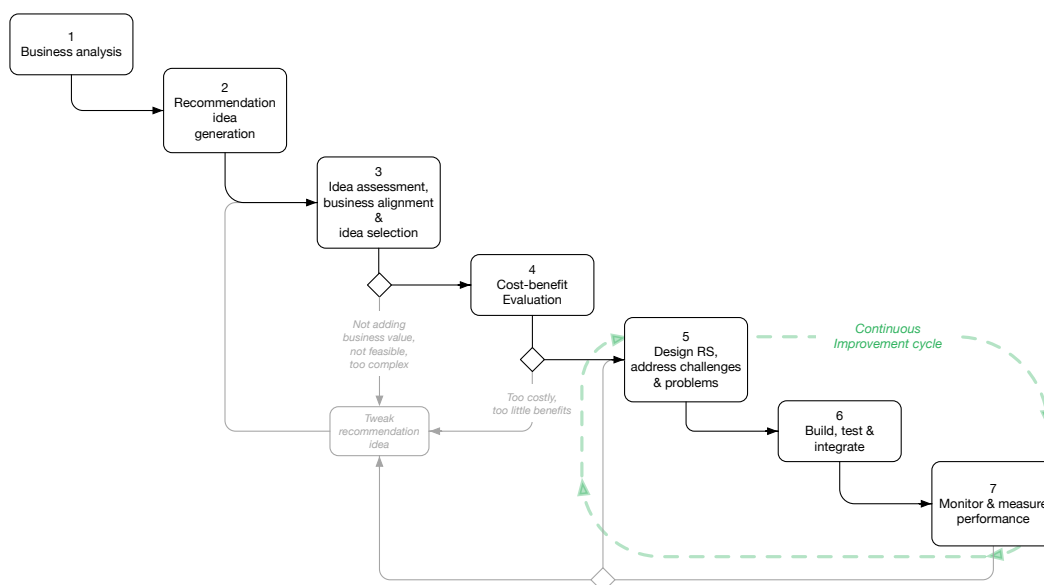 1
Business analysis
2
Recommendation
idea
generation
3
Idea assessment,
business alignment
&
idea selection
4
Cost-benefit
Evaluation
Not adding
business value,
not feasible,
too complex
Too costly,
too little benefits
Tweak
recommendation
idea
5
Design RS,
address challenges
& problems
Continuous
Improvement cycle
6
Build, test &
integrate
7
Monitor & measure
performance